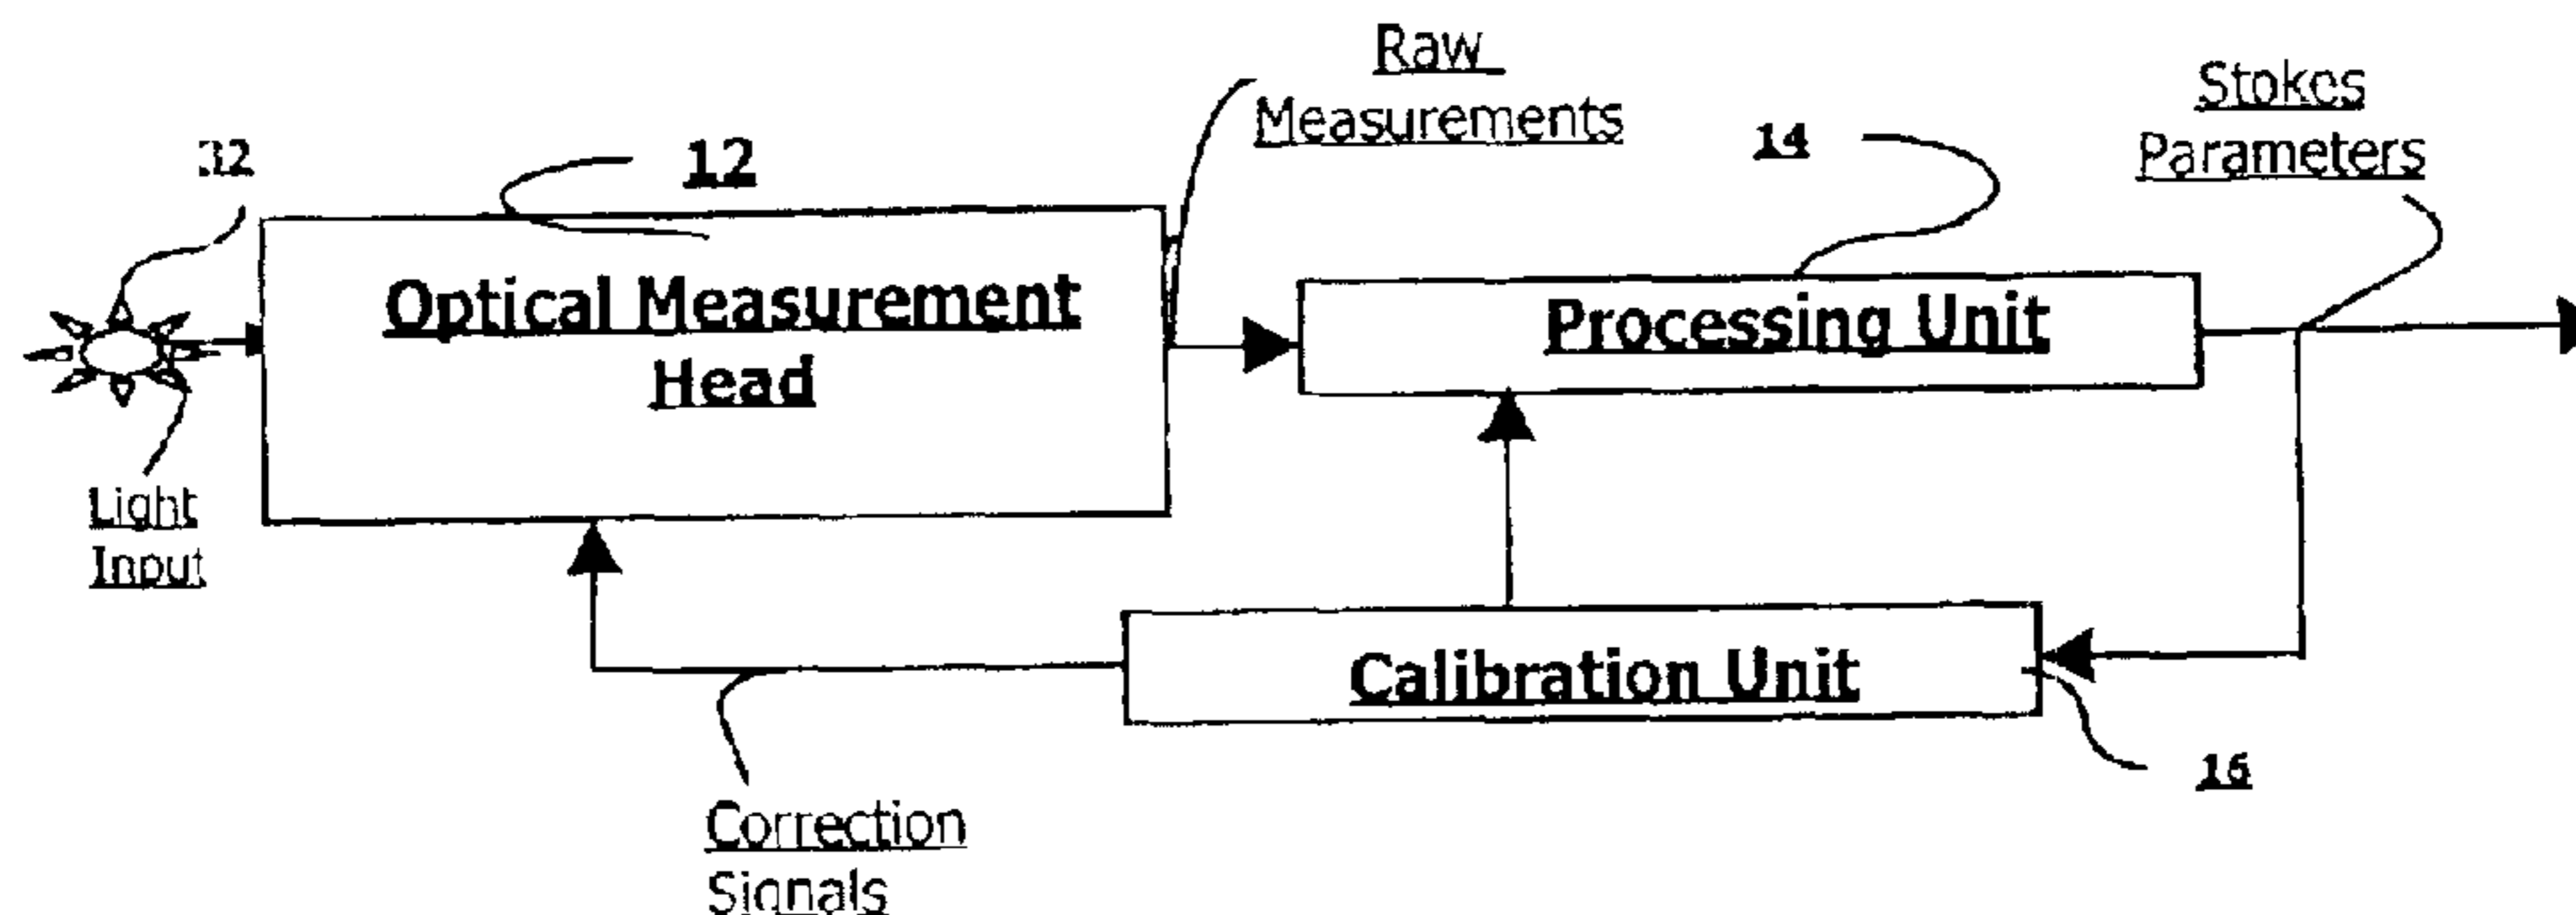 Raw
Measurements
Stokes
Parameters
32
12
14
Optical Measurement
Head
Processing Unit
Light
Input
Calibration Unit
16
Correction
Signals